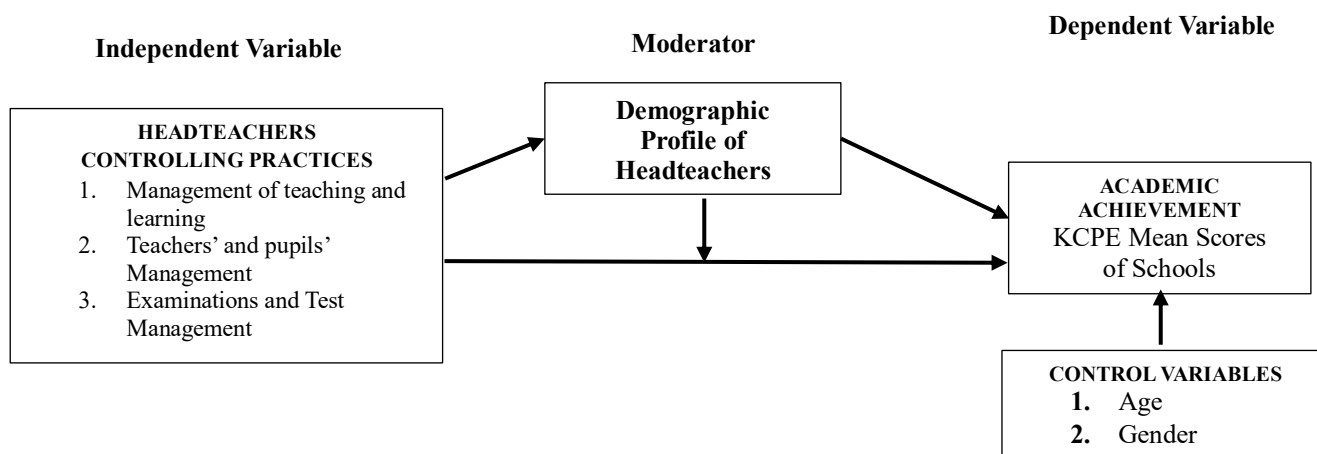 Independent Variable
Moderator
Dependent Variable
HEADTEACHERS
CONTROLLING PRACTICES
1. Management of teaching and
learning
2. Teachers’ and pupils’
Management
3. Examinations and Test
Management
Demographic
Profile of
Headteachers
ACADEMIC
ACHIEVEMENT
KCPE Mean Scores
of Schools
CONTROL VARIABLES
1. Age
2. Gender